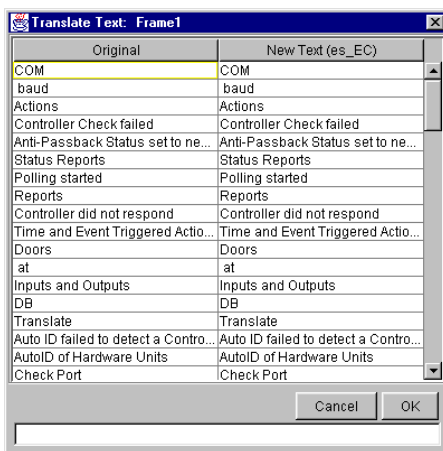 Translate Text: Frame1
Original New Text (es_EC)
COM COM
baud baud
Actions Actions
Controller Check failed Controller Check failed
Anti-Passback Status set to ne... Anti-Passback Status set to ne...
Status Reports Status Reports
Polling started Polling started
Reports Reports
Controller did not respond Controller did not respond
Time and Event Triggered Actio... Time and Event Triggered Actio...
Doors Doors
at at
Inputs and Outputs Inputs and Outputs
DB DB
Translate Translate
Auto ID failed to detect a Contro... Auto ID failed to detect a Contro...
AutoID of Hardware Units AutoID of Hardware Units
Check Port Check Port
Cancel OK